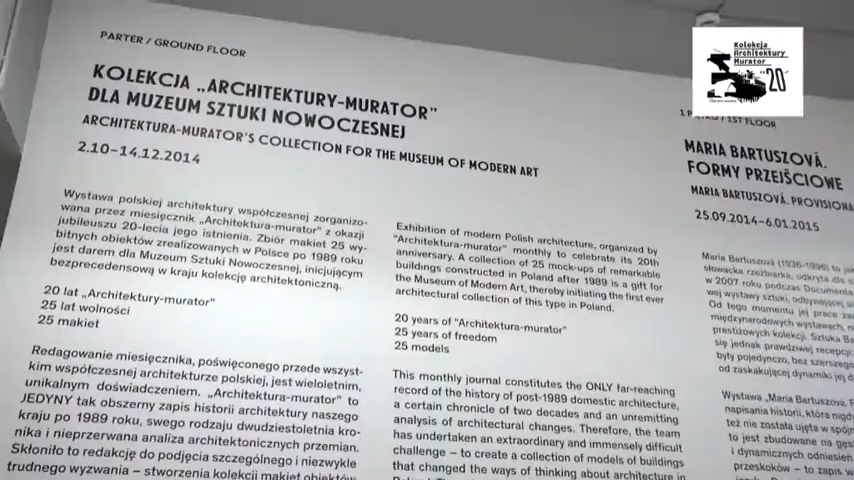 PARTER / GROUND FLOOR
KOLEKCJA „ARCHITEKTURY-MURATOR”
DLA MUZEUM SZTUKI NOWOCZESNEJ
ARCHITEKTURA-MURATOR'S COLLECTION FOR THE MUSEUM OF MODERN ART
2.10–14.12.2014
Wystawa polskiej architektury współczesnej zorganizo-
wana przez miesięcznik „Architektura-murator” z okazji
jubileuszu 20-lecia jego istnienia. Zbiór makiet 25 wy-
bitnych obiektów zrealizowanych w Polsce po 1989 roku
jest darem dla Muzeum Sztuki Nowoczesnej, inicjującym
bezprecedensową w kraju kolekcję architektoniczną.
20 lat „Architektury-murator”
25 lat wolności
25 makiet
Redagowanie miesięcznika, poświęconego przede wszyst-
kim współczesnej architekturze polskiej, jest wieloletnim,
unikalnym doświadczeniem. „Architektura-murator” to
JEDYNY tak obszerny zapis historii architektury naszego
kraju po 1989 roku, swego rodzaju dwudziestoletnia kro-
nika i nieprzerwana analiza architektonicznych przemian.
Skłoniło to redakcję do podjęcia szczególnego i niezwykle
trudnego wyzwania – stworzenia kolekcji makiet obiektów,
Exhibition of modern Polish architecture, organized by
“Architektura-murator” monthly to celebrate its 20th
anniversary. A collection of 25 mock-ups of remarkable
buildings constructed in Poland after 1989 is a gift for
the Museum of Modern Art, thereby initiating the first ever
architectural collection of this type in Poland.
20 years of “Architektura-murator”
25 years of freedom
25 models
This monthly journal constitutes the ONLY far-reaching
record of the history of post-1989 domestic architecture,
a certain chronicle of two decades and an unremitting
analysis of architectural changes. Therefore, the team
has undertaken an extraordinary and immensely difficult
challenge – to create a collection of models of buildings
that changed the ways of thinking about architecture in
Kolekcja
Architektury
Murator
"20"
1ST FLOOR
MARIA BARTUSZOVÁ.
FORMY PRZEJŚCIOWE
MARIA BARTUSZOVÁ. PROVISIONA
25.09.2014–6.01.2015
Maria Bartuszová (1936-1996) to
słowacka rzeźbiarka, odkryta dla
w 2007 roku podczas Documenta
wej wystawy sztuki, odbywającej
Od tego momentu jej prace
międzynarodowych wystawach,
prestiżowych kolekcji. Sztuka Ba
się jednak prawdziwej recepcji:
były pojedynczo, bez szerszego
od zaskakującej dynamiki jej
Wystawa „Maria Bartuszová.
napisania historii, która nigdy
też nie została ujęta w spójn
to jest zbudowane na
i dynamicznych odniesień
przeskoków – to zapis